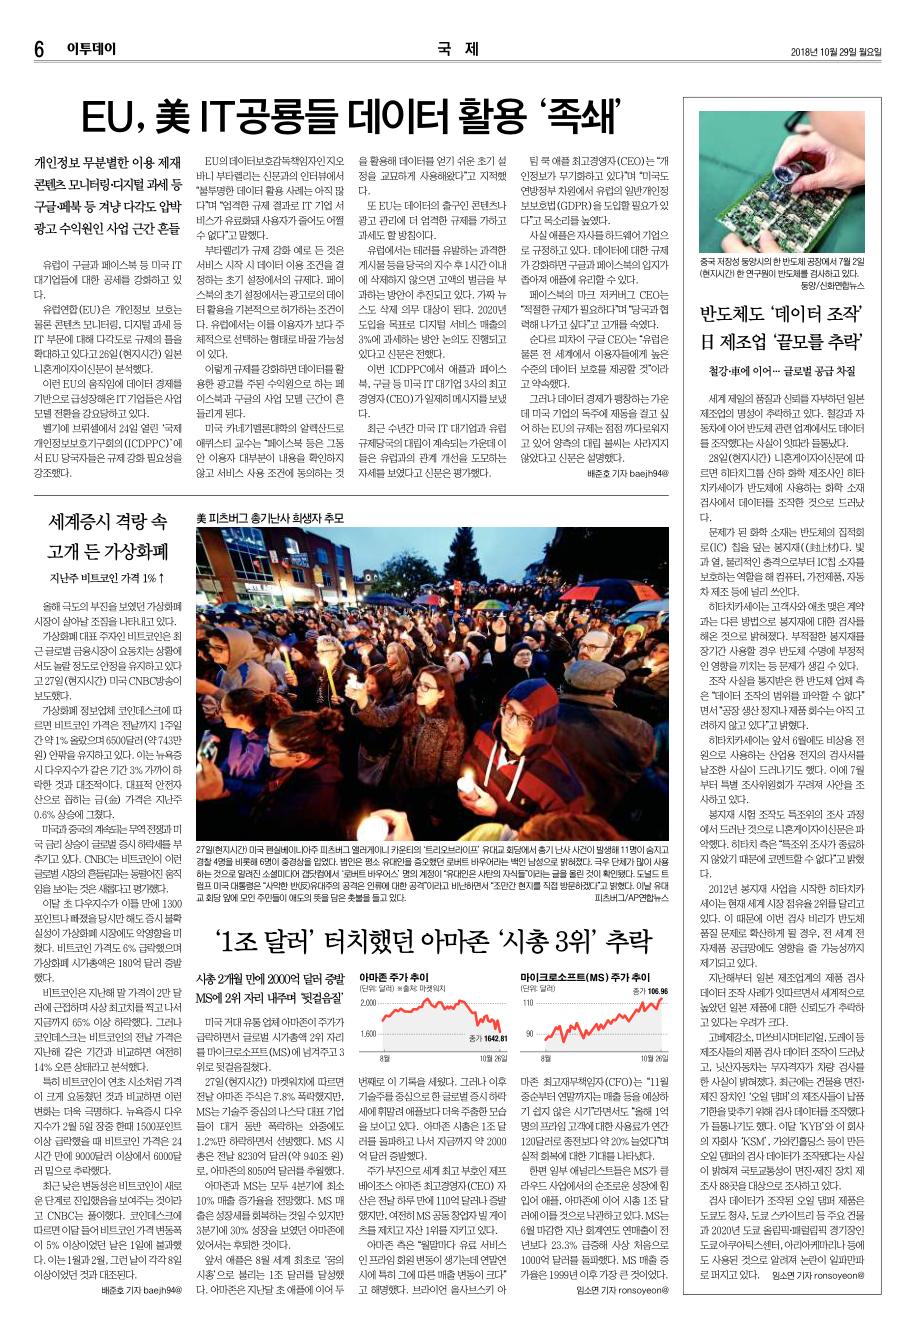 6 이투데이
국 제
2018년 10월 29일 월요일
EU, 美 IT공룡들 데이터 활용 ‘족쇄’
개인정보 무분별한 이용 제재
콘텐츠 모니터링·디지털 과세 등
구글·페북 등 겨냥 다각도 압박
광고 수익원인 사업 근간 흔들
유럽이 구글과 페이스북 등 미국 IT
대기업들에 대한 공세를 강화하고 있
다.
유럽연합(EU)은 개인정보 보호는
물론 콘텐츠 모니터링, 디지털 과세 등
IT 부문에 대해 다각도로 규제의 틀을
확대하고 있다고 26일(현지시간) 일본
니혼게이자이신문이 분석했다.
이런 EU의 움직임에 데이터 경제를
기반으로 급성장해온 IT기업들은 사업
모델 전환을 강요당하고 있다.
벨기에 브뤼셀에서 24일 열린 ‘국제
개인정보보호기구회의(ICDPPC)’에
서 EU 당국자들은 규제 강화 필요성을
강조했다.
EU의 데이터보호감독책임자인 지오
바니 부타렐리는 신문과의 인터뷰에서
“불투명한 데이터 활용 사례는 아직 많
다”며 “엄격한 규제 결과로 IT 기업 서
비스가 유료화돼 사용자가 줄어도 어쩔
수 없다”고 말했다.
부타렐리가 규제 강화 예로 든 것은
서비스 시작 시 데이터 이용 조건을 결
정하는 초기 설정에서의 규제다. 페이
스북의 초기 설정에서는 광고로의 데이
터 활용을 기본적으로 허가하는 조건이
다. 유럽에서는 이를 이용자가 보다 주
체적으로 선택하는 형태로 바꿀 가능성
이 있다.
이렇게 규제를 강화하면 데이터를 활
용한 광고를 주된 수익원으로 하는 페
이스북과 구글의 사업 모델 근간이 흔
들리게 된다.
미국 카네기멜론대학의 알렉산드로
애퀴스티 교수는 “페이스북 등은 그동
안 이용자 대부분이 내용을 확인하지
않고 서비스 사용 조건에 동의하는 것
을 활용해 데이터를 얻기 쉬운 초기 설
정을 교묘하게 사용해왔다”고 지적했
다.
또 EU는 데이터의 출구인 콘텐츠나
광고 관리에 더 엄격한 규제를 가하고
과세도 할 방침이다.
유럽에서는 테러를 유발하는 과격한
게시물 등을 당국의 지수 후 1시간 이내
에 삭제하지 않으면 고액의 벌금을 부
과하는 방안이 추진되고 있다. 가짜 뉴
스도 삭제 의무 대상이 된다. 2020년
도입을 목표로 디지털 서비스 매출의
3%에 과세하는 방안 논의도 진행되고
있다고 신문은 전했다.
이번 ICDPPC에서 애플과 페이스
북, 구글 등 미국 IT 대기업 3사의 최고
경영자(CEO)가 일제히 메시지를 보냈
다.
최근 수년간 미국 IT 대기업과 유럽
규제당국의 대립이 계속되는 가운데 이
들은 유럽과의 관계 개선을 도모하는
자세를 보였다고 신문은 평가했다.
팀 쿡 애플 최고경영자(CEO)는 “개
인정보가 무기화하고 있다”며 “미국도
연방정부 차원에서 유럽의 일반개인정
보보호법(GDPR)을 도입할 필요가 있
다”고 목소리를 높였다.
사실 애플은 자사를 하드웨어 기업으
로 규정하고 있다. 데이터에 대한 규제
가 강화하면 구글과 페이스북의 입지가
좁아져 애플에 유리할 수 있다.
페이스북의 마크 저커버그 CEO는
“적절한 규제가 필요하다”며 “당국과 협
력해 나가고 싶다”고 고개를 숙였다.
순다르 피차이 구글 CEO는 “유럽은
물론 전 세계에서 이용자들에게 높은
수준의 데이터 보호를 제공할 것”이라
고 약속했다.
그러나 데이터 경제가 팽창하는 가운
데 미국 기업의 독주에 제동을 걸고 싶
어 하는 EU의 규제는 점점 까다로워지
고 있어 양측의 대립 불씨는 사라지지
않았다고 신문은 설명했다.
배준호 기자 baejh94@
중국 저장성 둥양시의 한 반도체 공장에서 7월 2일
(현지시간) 한 연구원이 반도체를 검사하고 있다.
둥양/신화연합뉴스
반도체도 ‘데이터 조작’
日 제조업 ‘끝모를 추락’
철강·車에 이어… 글로벌 공급 차질
세계 제일의 품질과 신뢰를 자부하던 일본
제조업의 명성이 추락하고 있다. 철강과 자
동차에 이어 반도체 관련 업계에서도 데이터
를 조작했다는 사실이 잇따라 들통났다.
28일(현지시간) 니혼게이자이신문에 따
르면 히타치그룹 산하 화학 제조사인 히타
치카세이가 반도체에 사용하는 화학 소재
검사에서 데이터를 조작한 것으로 드러났
다.
문제가 된 화학 소재는 반도체의 집적회
로(IC) 칩을 덮는 봉지재((封止材)다. 빛
과 열, 물리적인 충격으로부터 IC칩 소자를
보호하는 역할을 해 컴퓨터, 가전제품, 자동
차 제조 등에 널리 쓰인다.
히타치카세이는 고객사와 애초 맺은 계약
과는 다른 방법으로 봉지재에 대한 검사를
해온 것으로 밝혀졌다. 부적절한 봉지재를
장기간 사용할 경우 반도체 수명에 부정적
인 영향을 끼치는 등 문제가 생길 수 있다.
조작 사실을 통지받은 한 반도체 업체 측
은 “데이터 조작의 범위를 파악할 수 없다”
면서 “공장 생산 정지나 제품 회수는 아직 고
려하지 않고 있다”고 밝혔다.
히타치카세이는 앞서 6월에도 비상용 전
원으로 사용하는 산업용 전지의 검사서를
날조한 사실이 드러나기도 했다. 이에 7월
부터 특별 조사위원회가 꾸려져 사안을 조
사하고 있다.
봉지재 시험 조작도 특조위의 조사 과정
에서 드러난 것으로 니혼게이자이신문은 파
악했다. 히타치 측은 “특조위 조사가 종료하
지 않았기 때문에 코멘트할 수 없다”고 밝혔
다.
2012년 봉지재 사업을 시작한 히타치카
세이는 현재 세계 시장 점유율 2위를 달리고
있다. 이 때문에 이번 검사 비리가 반도체
품질 문제로 확산하게 될 경우, 전 세계 전
자제품 공급망에도 영향을 줄 가능성까지
제기되고 있다.
지난해부터 일본 제조업계의 제품 검사
데이터 조작 사례가 잇따르면서 세계적으로
높았던 일본 제품에 대한 신뢰도가 추락하
고 있다는 우려가 크다.
고베제강소, 미쓰비시머티리얼, 도레이 등
제조사들의 제품 검사 데이터 조작이 드러났
고, 닛산자동차는 무자격자가 차량 검사를
한 사실이 밝혀졌다. 최근에는 건물용 면진·
제진 장치인 ‘오일 댐퍼’의 제조사들이 납품
기한을 맞추기 위해 검사 데이터를 조작했다
가 들통나기도 했다. 이달 ‘KYB’와 이 회사
의 자회사 ‘KSM’, 가와킨홀딩스 등이 만든
오일 댐퍼의 검사 데이터가 조작됐다는 사실
이 밝혀져 국토교통성이 면진·제진 장치 제
조사 88곳을 대상으로 조사하고 있다.
검사 데이터가 조작된 오일 댐퍼 제품은
도쿄도 청사, 도쿄 스카이트리 등 주요 건물
과 2020년 도쿄 올림픽·패럴림픽 경기장인
도쿄 아쿠아틱스센터, 아리아케아리나 등에
도 사용된 것으로 알려져 논란이 일파만파
로 퍼지고 있다. 임소연 기자 ronsoyeon@
세계증시 격랑 속
고개 든 가상화폐
지난주 비트코인 가격 1%↑
올해 극도의 부진을 보였던 가상화폐
시장이 살아날 조짐을 나타내고 있다.
가상화폐 대표 주자인 비트코인은 최
근 글로벌 금융시장이 요동치는 상황에
서도 놀랄 정도로 안정을 유지하고 있다
고 27일(현지시간) 미국 CNBC방송이
보도했다.
가상화폐 정보업체 코인데스크에 따
르면 비트코인 가격은 전날까지 1주일
간 약 1% 올랐으며 6500달러(약 743만
원) 안팎을 유지하고 있다. 이는 뉴욕증
시 다우지수가 같은 기간 3% 가까이 하
락한 것과 대조적이다. 대표적 안전자
산으로 꼽히는 금(金) 가격은 지난주
0.6% 상승에 그쳤다.
미국과 중국의 계속되는 무역 전쟁과 미
국 금리 상승이 글로벌 증시 하락세를 부
추기고 있다. CNBC는 비트코인이 이런
글로벌 시장의 흔들림과는 동떨어진 움직
임을 보이는 것은 새롭다고 평가했다.
이달 초 다우지수가 이틀 만에 1300
포인트나 빠졌을 당시만 해도 증시 불확
실성이 가상화폐 시장에도 악영향을 미
쳤다. 비트코인 가격도 6% 급락했으며
가상화폐 시가총액은 180억 달러 증발
했다.
비트코인은 지난해 말 가격이 2만 달
러에 근접하며 사상 최고치를 찍고 나서
지금까지 65% 이상 하락했다. 그러나
코인데스크는 비트코인의 전날 가격은
지난해 같은 기간과 비교하면 여전히
14% 오른 상태라고 분석했다.
특히 비트코인이 연초 시소처럼 가격
이 크게 요동쳤던 것과 비교하면 이런
변화는 더욱 극명하다. 뉴욕증시 다우
지수가 2월 5일 장중 한때 1500포인트
이상 급락했을 때 비트코인 가격은 24
시간 만에 9000달러 이상에서 6000달
러 밑으로 추락했다.
최근 낮은 변동성은 비트코인이 새로
운 단계로 진입했음을 보여주는 것이라
고 CNBC는 풀이했다. 코인데스크에
따르면 이달 들어 비트코인 가격 변동폭
이 5% 이상이었던 날은 1일에 불과했
다. 이는 1월과 2월, 그런 날이 각각 8일
이상이었던 것과 대조된다.
배준호 기자 baejh94@
美 피츠버그 총기난사 희생자 추모
27일(현지시간) 미국 펜실베이니아주 피츠버그 앨러게이니 카운티의 ‘트리오브라이프’ 유대교 회당에서 총기 난사 사건이 발생해 11명이 숨지고
경찰 4명을 비롯해 6명이 중경상을 입었다. 범인은 평소 유대인을 증오했던 로버트 바우어라는 백인 남성으로 밝혀졌다. 극우 단체가 많이 사용
하는 것으로 알려진 소셜미디어 갭닷컴에서 ‘로버트 바우어스’ 명의 계정이 “유대인은 사탄의 자식들”이라는 글을 올린 것이 확인됐다. 도널드 트
럼프 미국 대통령은 “사악한 반(反)유대주의 공격은 인류에 대한 공격”이라고 비난하면서 “조만간 현지를 직접 방문하겠다”고 밝혔다. 이날 유대
교 회당 앞에 모인 주민들이 애도의 뜻을 담은 촛불을 들고 있다.
피츠버그/AP연합뉴스
‘1조 달러’ 터치했던 아마존 ‘시총 3위’ 추락
시총 2개월 만에 2000억 달러 증발
MS에 2위 자리 내주며 ‘뒷걸음질’
아마존 주가 추이
(단위: 달러) ※출처: 마켓워치
2,000
1,600
종가 1642.81
8월
10월 26일
마이크로소프트(MS) 주가 추이
(단위: 달러)
종가 106.96
110
90
8월
10월 26일
미국 거대 유통 업체 아마존이 주가가
급락하면서 글로벌 시가총액 2위 자리
를 마이크로소프트(MS)에 넘겨주고 3
위로 뒷걸음질쳤다.
27일(현지시간) 마켓워치에 따르면
전날 아마존 주식은 7.8% 폭락했지만,
MS는 기술주 중심의 나스닥 대표 기업
들이 대거 동반 폭락하는 와중에도
1.2%만 하락하면서 선방했다. MS 시
총은 전날 8230억 달러(약 940조 원)
로, 아마존의 8050억 달러를 추월했다.
아마존과 MS는 모두 4분기에 최소
10% 매출 증가율을 전망했다. MS 매
출은 성장세를 회복하는 것일 수 있지만
3분기에 30% 성장을 보였던 아마존에
있어서는 후퇴한 것이다.
앞서 애플은 8월 세계 최초로 ‘꿈의
시총’으로 불리는 1조 달러를 달성했
다. 아마존은 지난달 초 애플에 이어 두
번째로 이 기록을 세웠다. 그러나 이후
기술주를 중심으로 한 글로벌 증시 하락
세에 휘말려 애플보다 더욱 주춤한 모습
을 보이고 있다. 아마존 시총은 1조 달
러를 돌파하고 나서 지금까지 약 2000
억 달러 증발했다.
주가 부진으로 세계 최고 부호인 제프
베이조스 아마존 최고경영자(CEO) 자
산은 전날 하루 만에 110억 달러나 증발
했지만, 여전히 MS 공동 창업자 빌 게이
츠를 제치고 자산 1위를 지키고 있다.
아마존 측은 “월말마다 유료 서비스
인 프라임 회원 변동이 생기는데 연말연
시에 특히 그에 따른 매출 변동이 크다”
고 해명했다. 브라이언 올사브스키 아
마존 최고재무책임자(CFO)는 “11월
중순부터 연말까지는 매출 등을 예상하
기 쉽지 않은 시기”라면서도 “올해 1억
명의 프라임 고객에 대한 사용료가 연간
120달러로 종전보다 약 20% 늘었다”며
실적 회복에 대한 기대를 나타냈다.
한편 일부 애널리스트들은 MS가 클
라우드 사업에서의 순조로운 성장에 힘
입어 애플, 아마존에 이어 시총 1조 달
러에 이를 것으로 낙관하고 있다. MS는
6월 마감한 지난 회계연도 연매출이 전
년보다 23.3% 급증해 사상 처음으로
1000억 달러를 돌파했다. MS 매출 증
가율은 1999년 이후 가장 큰 것이었다.
임소연 기자 ronsoyeon@